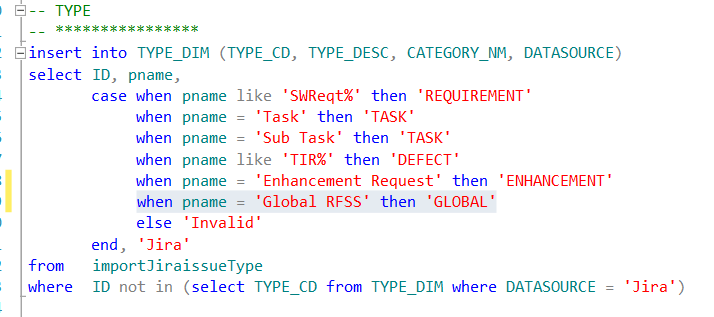 -- TYPE
-- ****************
insert into TYPE_DIM (TYPE_CD, TYPE_DESC, CATEGORY_NM, DATASOURCE)
select ID, pname,
case when pname like 'SWReqt%' then 'REQUIREMENT'
when pname = 'Task' then 'TASK'
when pname = 'Sub Task' then 'TASK'
when pname like 'TIR%' then 'DEFECT'
when pname = 'Enhancement Request' then 'ENHANCEMENT'
when pname = 'Global RFSS' then 'GLOBAL'
else 'Invalid'
end, 'Jira'
from importJiraissueType
where ID not in (select TYPE_CD from TYPE_DIM where DATASOURCE = 'Jira')